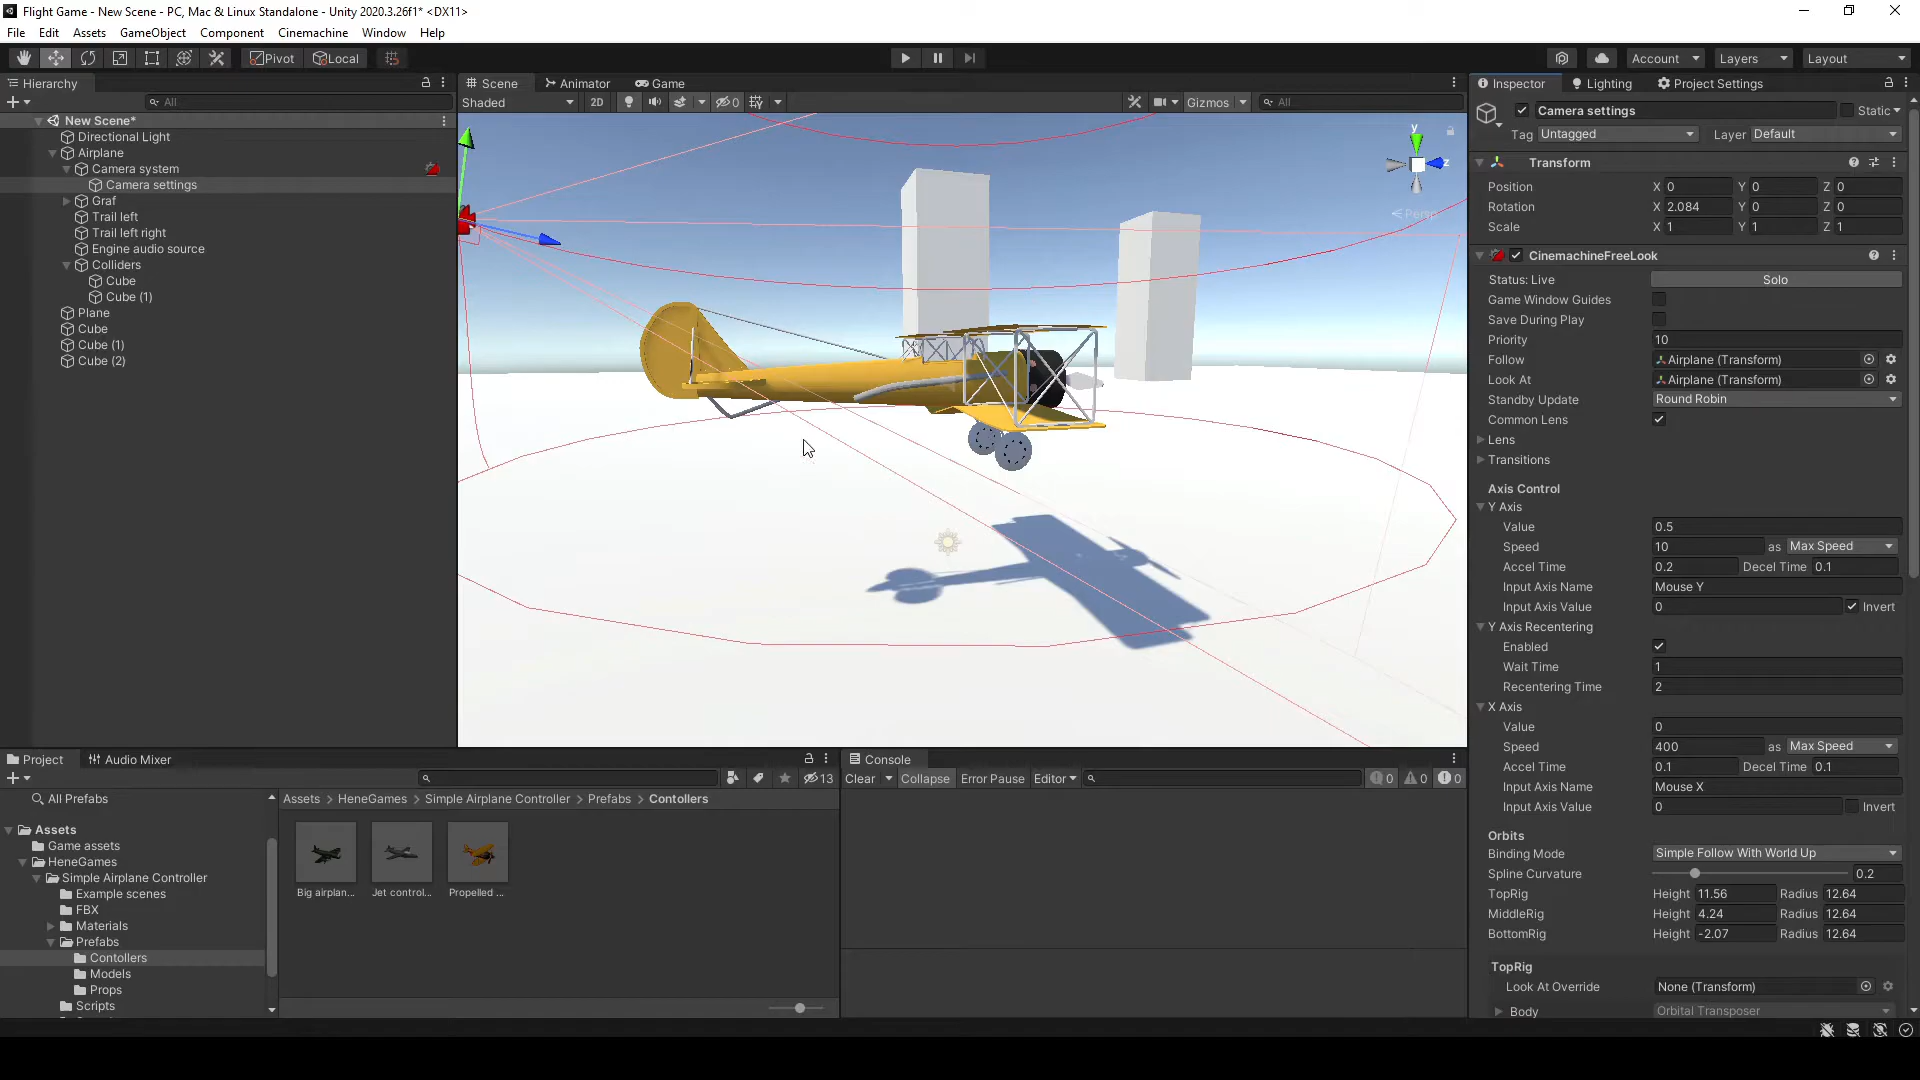 Flight Game - New Scene - PC, Mac & Linux Standalone - Unity 2020.3.26f1* <DX11>
File Edit Assets GameObject Component Cinemachine Window Help
Pivot Local Account Layers Layout
Hierarchy
All
New Scene*
Directional Light
Airplane
Camera system
Camera settings
Graf
Trail left
Trail left right
Engine audio source
Colliders
Cube
Cube (1)
Plane
Cube
Cube (1)
Cube (2)
Scene Animator Game
Shaded 2D 0 Gizmos All
y
z
Persp
Inspector Lighting Project Settings
Camera settings Static
Tag Untagged Layer Default
Transform
Position X 0 Y 0 Z 0
Rotation X 2.084 Y 0 Z 0
Scale X 1 Y 1 Z 1
CinemachineFreeLook
Status: Live Solo
Game Window Guides
Save During Play
Priority 10
Follow Airplane (Transform)
Look At Airplane (Transform)
Standby Update Round Robin
Common Lens
Lens
Transitions
Axis Control
Y Axis
Value 0.5
Speed 10 as Max Speed
Accel Time 0.2 Decel Time 0.1
Input Axis Name Mouse Y
Input Axis Value 0 Invert
Y Axis Recentering
Enabled
Wait Time 1
Recentering Time 2
X Axis
Value 0
Speed 400 as Max Speed
Accel Time 0.1 Decel Time 0.1
Input Axis Name Mouse X
Input Axis Value 0 Invert
Orbits
Binding Mode Simple Follow With World Up
Spline Curvature 0.2
TopRig Height 11.56 Radius 12.64
MiddleRig Height 4.24 Radius 12.64
BottomRig Height -2.07 Radius 12.64
TopRig
Look At Override None (Transform)
Body Orbital Transposer
Project Audio Mixer
13
All Prefabs
Assets
Game assets
HeneGames
Simple Airplane Controller
Example scenes
FBX
Materials
Prefabs
Contollers
Models
Props
Scripts
Assets > HeneGames > Simple Airplane Controller > Prefabs > Contollers
Big airplan... Jet control... Propelled ...
Console
Clear Collapse Error Pause Editor 0 0 0